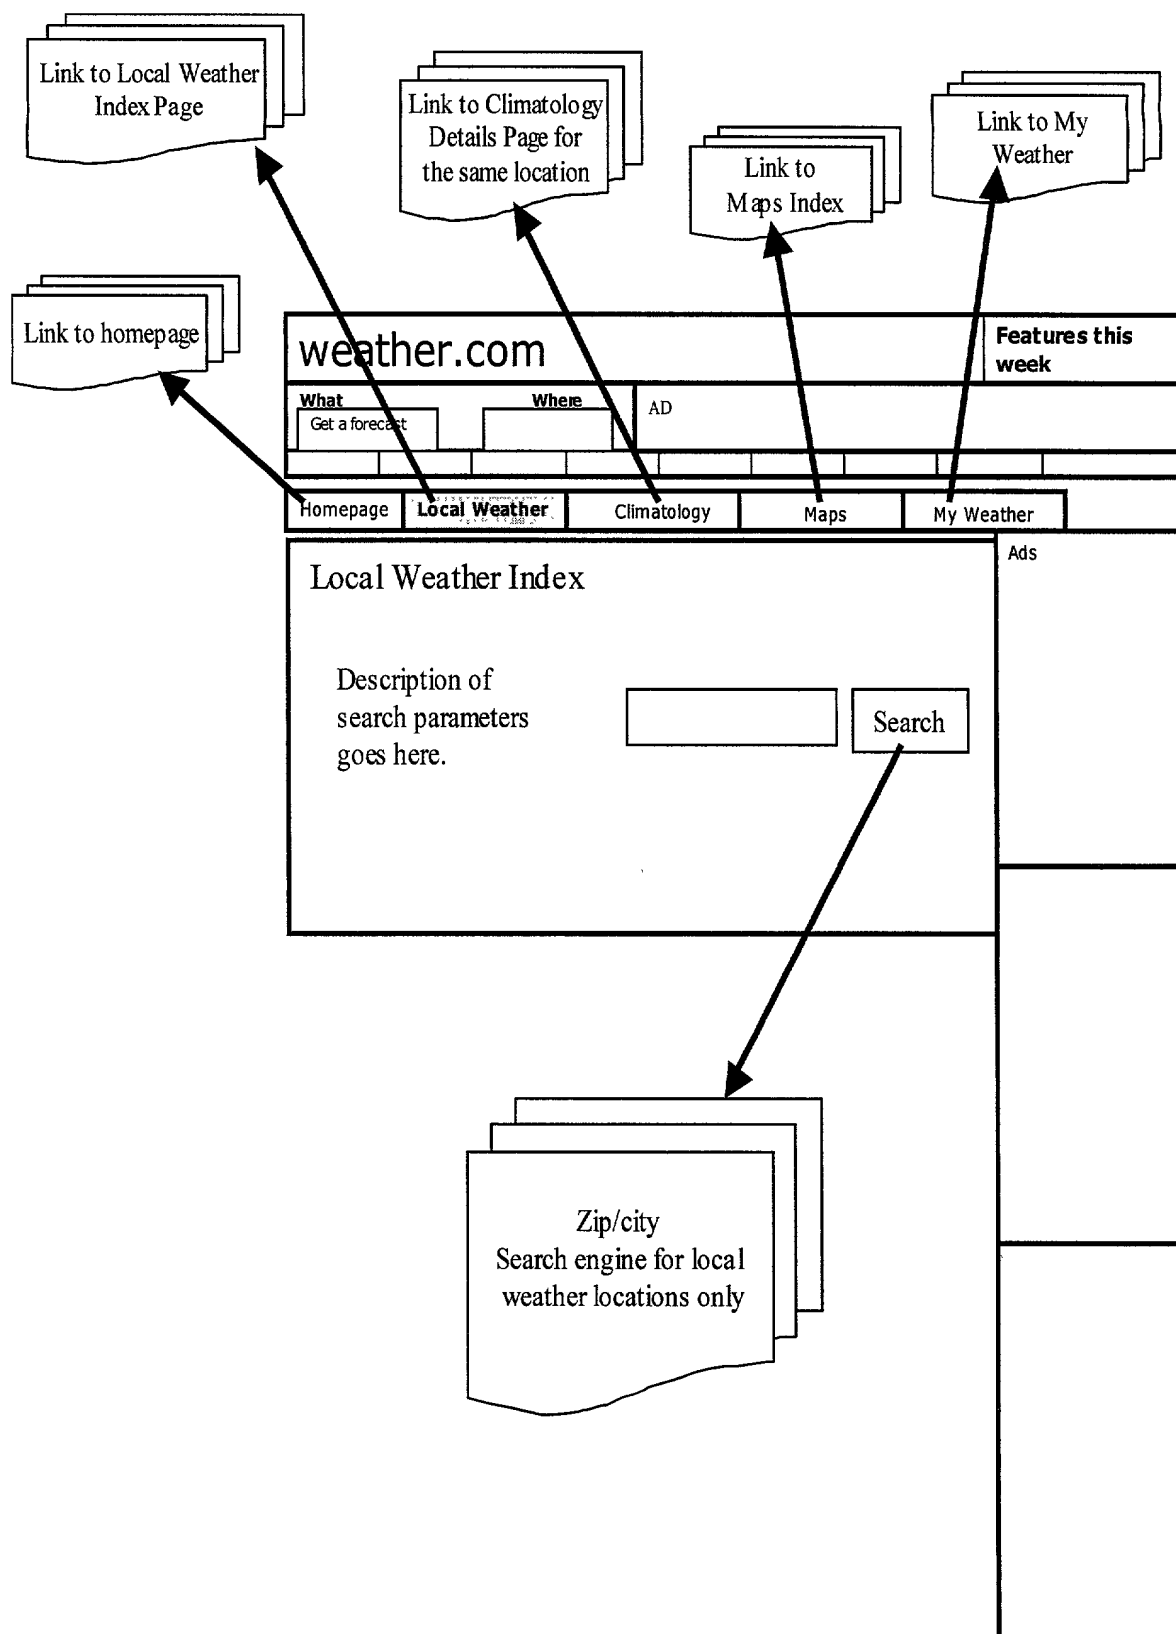 Link to Local Weather
Index Page
Link to Climatology
Details Page for
the same location
Link to
Maps Index
Link to My
Weather
Link to homepage
weather.com
Features this
week
What
Where
Get a forecast
AD
Homepage
Local Weather
Climatology
Maps
My Weather
Ads
Local Weather Index
Description of
search parameters
goes here.
Search
Zip/city
Search engine for local
weather locations only